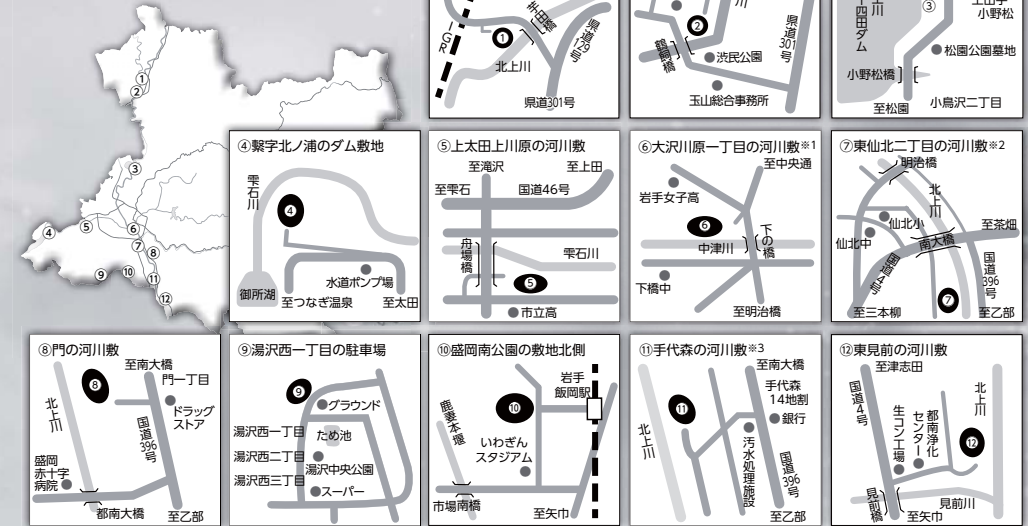 ①
②
③
④
⑤
⑥
⑦
⑧
⑨
⑩
⑪
⑫
IGR
❶
県道129号
北上川
県道301号
❷
鶴飼橋
渋民公園
県道301号
玉山総合事務所
川
四十四田ダム
③
小野松
松園公園墓地
小野松橋
至松園
小鳥沢二丁目
④繋字北ノ浦のダム敷地
雫石川
❹
御所湖
水道ポンプ場
至つなぎ温泉
至太田
⑤上太田上川原の河川敷
至滝沢
至上田
至雫石
国道46号
舟場橋
雫石川
❺
市立高
⑥大沢川原一丁目の河川敷※1
至中央通
岩手女子高
❻
中津川
下の橋
下橋中
至明治橋
⑦東仙北二丁目の河川敷※2
明治橋
北上川
仙北小
至茶畑
仙北中
南大橋
国道4号
国道396号
❼
至三本柳
至乙部
⑧門の河川敷
至南大橋
❽
門一丁目
ドラッグ
ストア
北上川
国道396号
盛岡
赤十字
病院
都南大橋
至乙部
⑨湯沢西一丁目の駐車場
❾
グラウンド
湯沢西一丁目
ため池
湯沢西二丁目
湯沢中央公園
湯沢西三丁目
スーパー
⑩盛岡南公園の敷地北側
岩手
飯岡駅
❿
鹿妻本堰
いわぎん
スタジアム
市場南橋
至矢巾
⑪手代森の河川敷※3
至南大橋
手代森
14地割
⓫
銀行
北上川
汚水処理施設
国道396号
至乙部
⑫東見前の河川敷
至津志田
国道4号
北上川
生コン工場
都南浄化
センター
⓬
見前橋
見前川
至矢巾